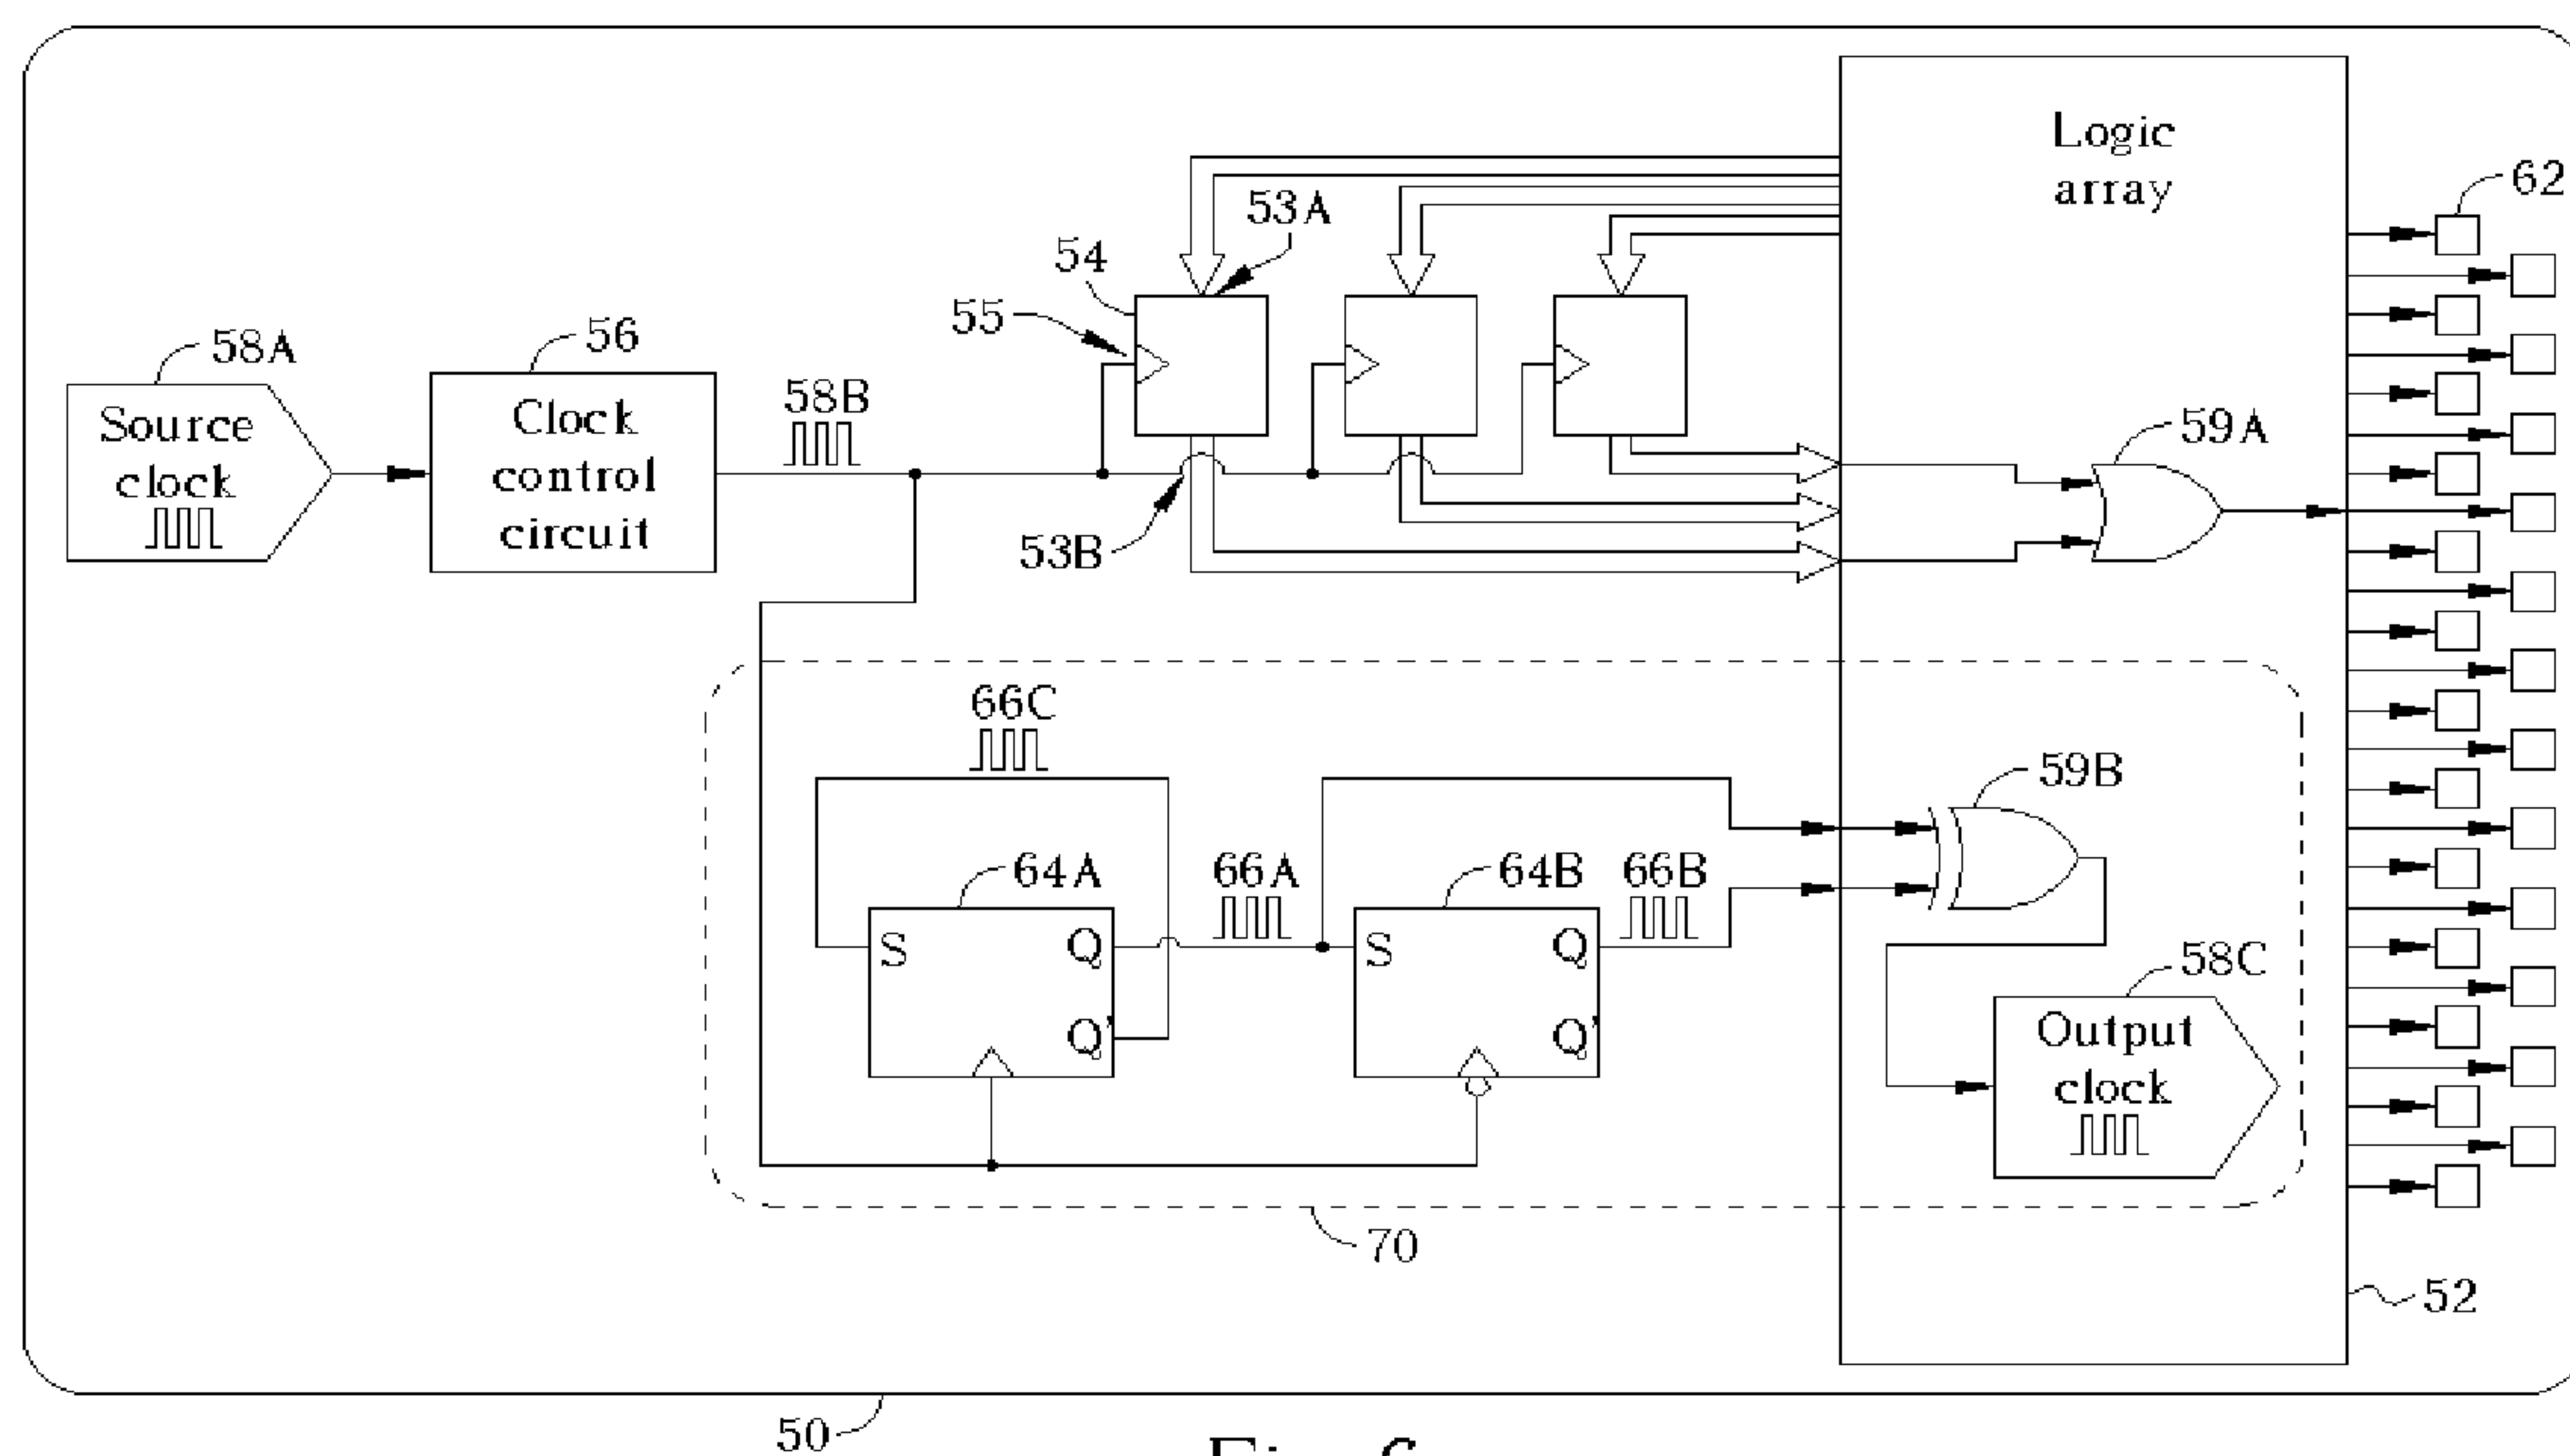 Logic
array
62
53A
54
55
58A
56
58B
59A
Source
clock
Clock
control
circuit
53B
66C
59B
64A
66A
64B
66B
S
Q
S
Q
58C
Q'
Q'
Output
clock
70
52
50